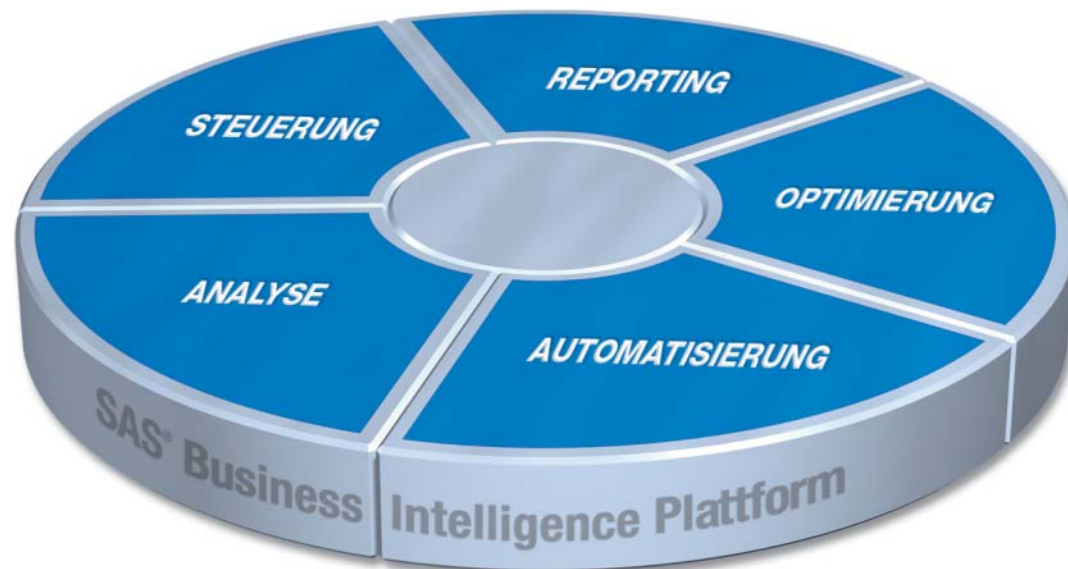 REPORTING
STEUERUNG
OPTIMIERUNG
ANALYSE
AUTOMATISIERUNG
SAS® Business Intelligence Plattform